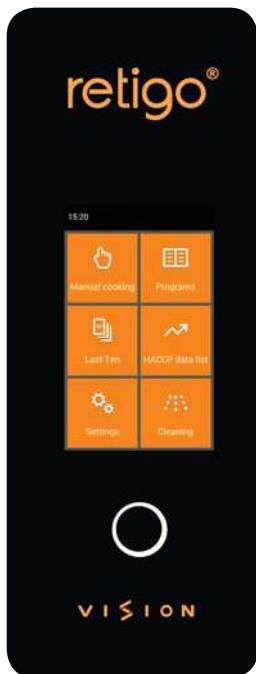 retigo®
15:20
Manual cooking Programs
Last Ten HACCP data list
Settings Cleaning
VISION